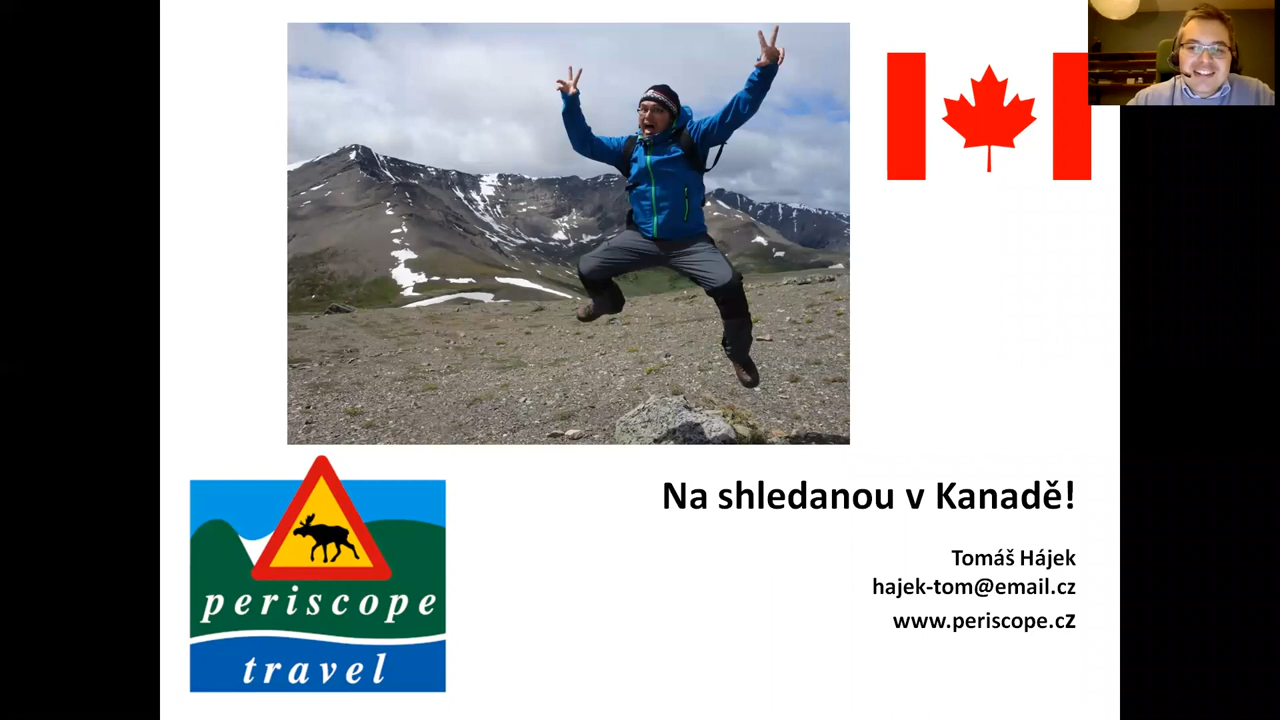 Na shledanou v Kanadě!
Tomáš Hájek
hajek-tom@email.cz
www.periscope.cz
periscope
travel